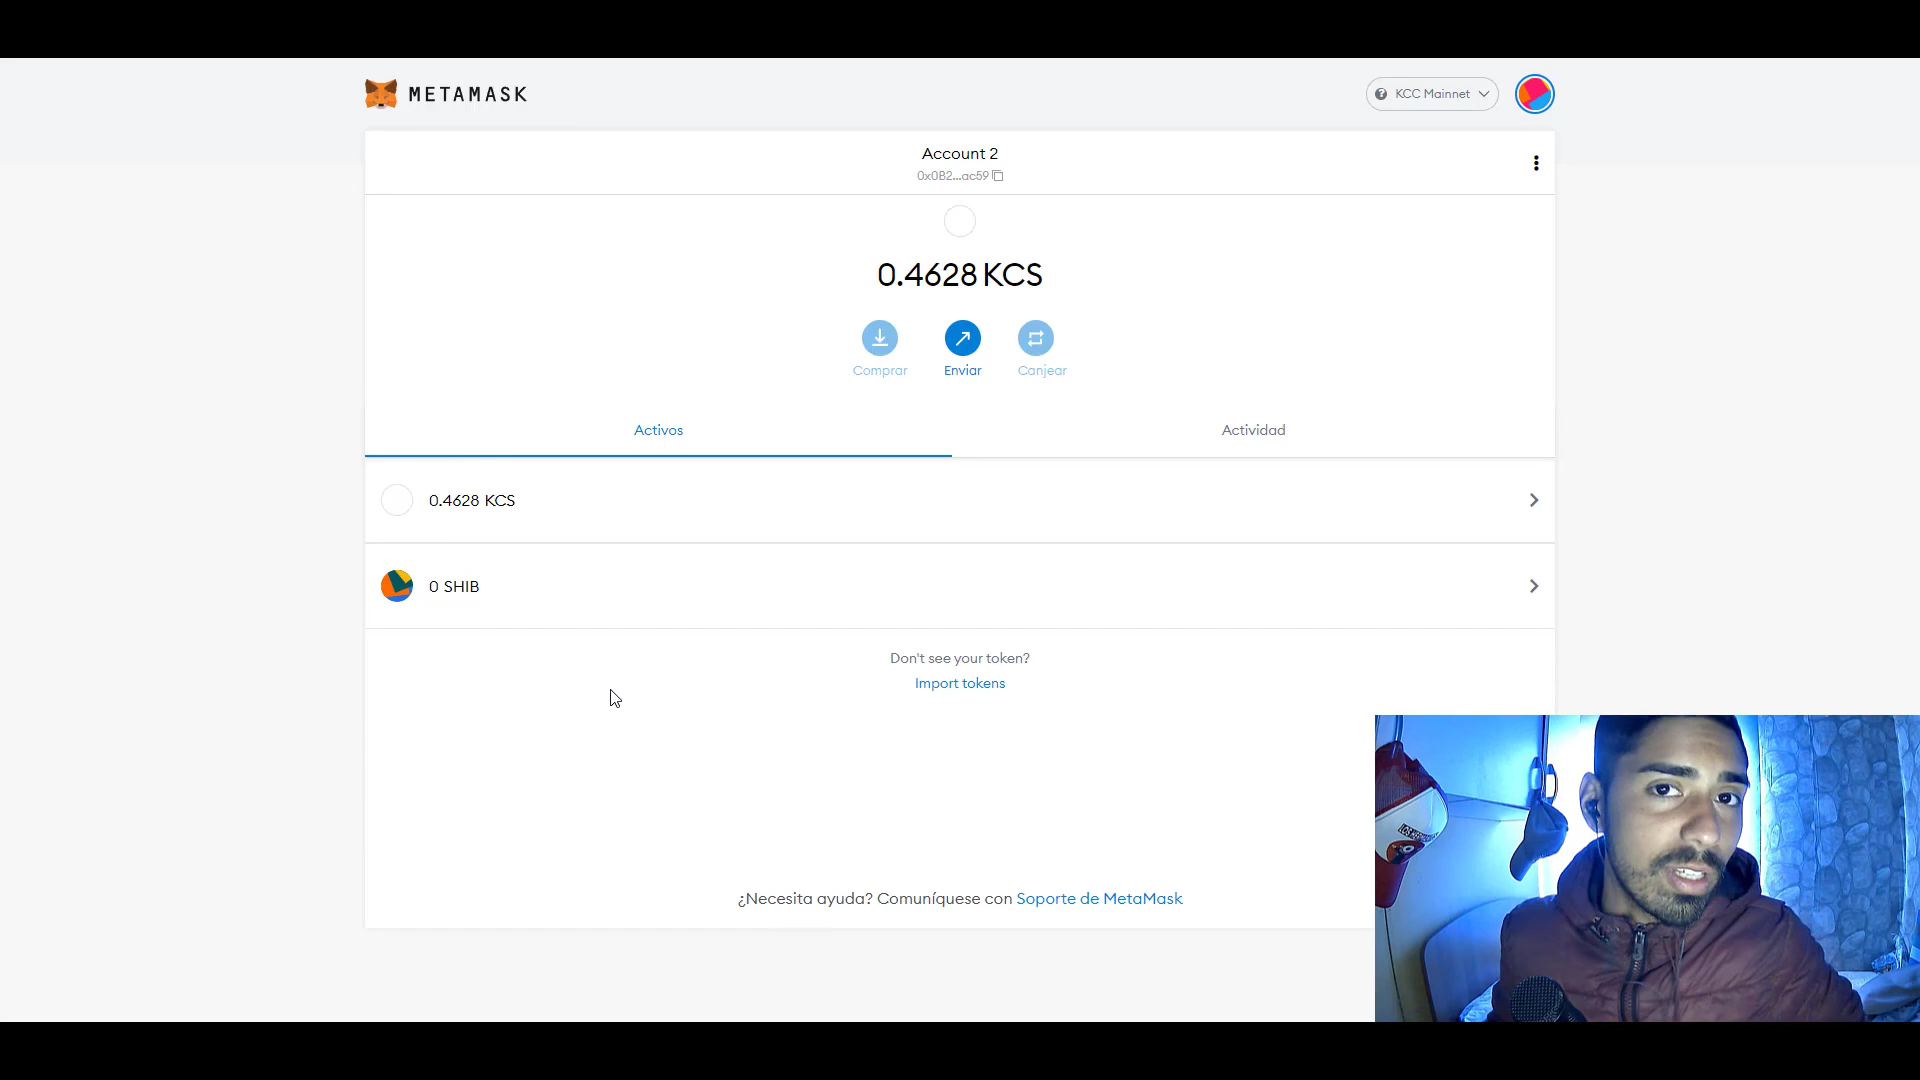 METAMASK
KCC Mainnet
Account 2
0x0B2...ac59
0.4628 KCS
Comprar
Enviar
Canjear
Activos
Actividad
0.4628 KCS
0 SHIB
Don't see your token?
Import tokens
¿Necesita ayuda? Comuníquese con Soporte de MetaMask